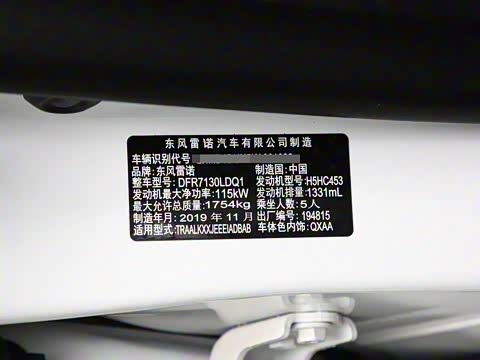 东风雷诺汽车有限公司制造
车辆识别代号
品牌:东风雷诺 制造国:中国
整车型号:DFR7130LDQ1 发动机型号:H5HC453
发动机最大净功率:115kW 发动机排量:1331mL
最大允许总质量:1754kg 乘坐人数:5人
制造年月:2019 年 11 月 出厂编号:194815
适用型式:TRAALKXXJEEEIADBAB 车体色内饰:QXAA